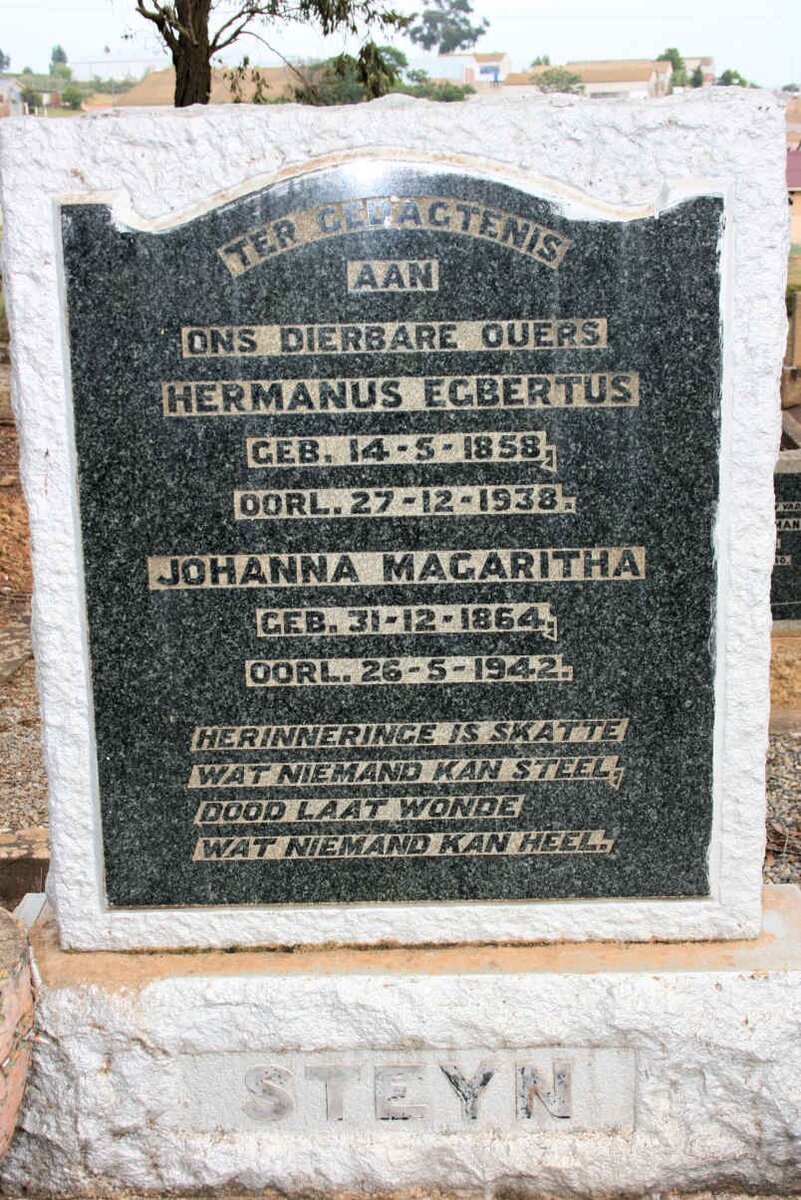 TER GEDAGTENIS
AAN
ONS DIERBARE OUERS
HERMANUS EGBERTUS
GEB. 14-5-1858,
OORL. 27-12-1938.
JOHANNA MAGARITHA
GEB. 31-12-1864,
OORL. 26-5-1942.
HERINNERINGE IS SKATTE
WAT NIEMAND KAN STEEL;
DOOD LAAT WONDE
WAT NIEMAND KAN HEEL.
STEYN